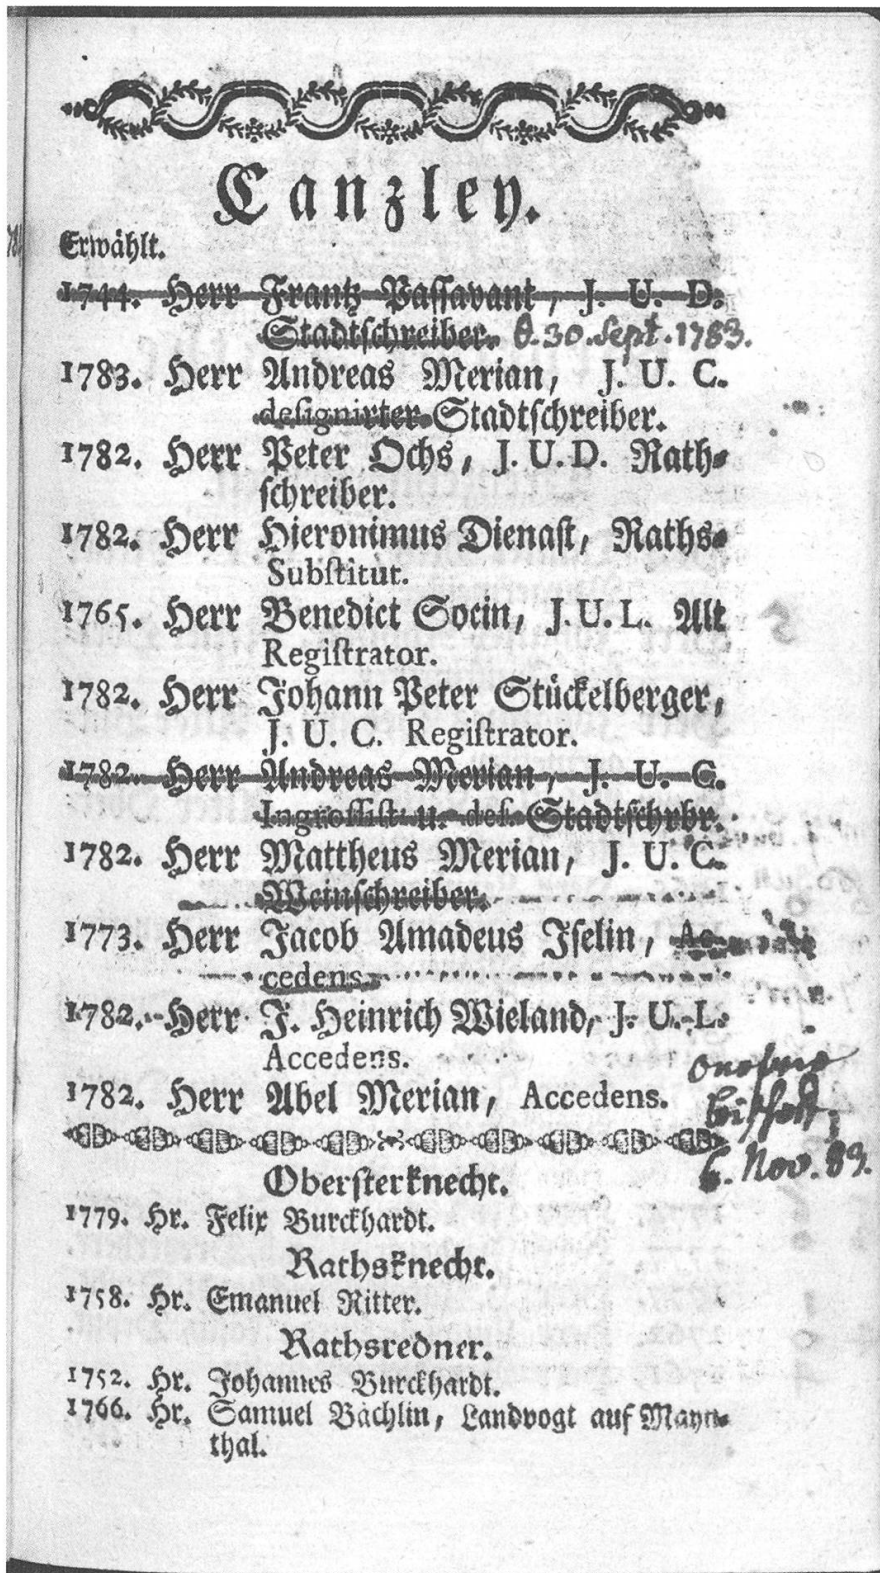 Canzley.
Erwählt.
1744. Herr Frantz Passavant, J. U. D.
Stadtschreiber. 30. Sept. 1783.
1783. Herr Andreas Merian, J. U. C.
designirter Stadtschreiber.
1782. Herr Peter Ochs, J. U. D. Rath-
schreiber.
1782. Herr Hieronimus Dienast, Raths-
Substitut.
1765. Herr Benedict Socin, J. U. L. Alt
Registrator.
1782. Herr Johann Peter Stückelberger,
J. U. C. Registrator.
1782. Herr Andreas Merian, J. U. C.
Ingrossist u. des. Stadtschrbr.
1782. Herr Mattheus Merian, J. U. C.
Weinschreiber.
1773. Herr Jacob Amadeus Iselin, Ac-
cedens.
1782. Herr J. Heinrich Wieland, J. U. L.
Accedens.
1782. Herr Abel Merian, Accedens.
6. Nov. 83.
Obersterknecht.
1779. Hr. Felix Burckhardt.
Rathsknecht.
1758. Hr. Emanuel Ritter.
Rathsredner.
1752. Hr. Johannes Burckhardt.
1766. Hr. Samuel Bächlin, Landvogt auf Mayn-
thal.